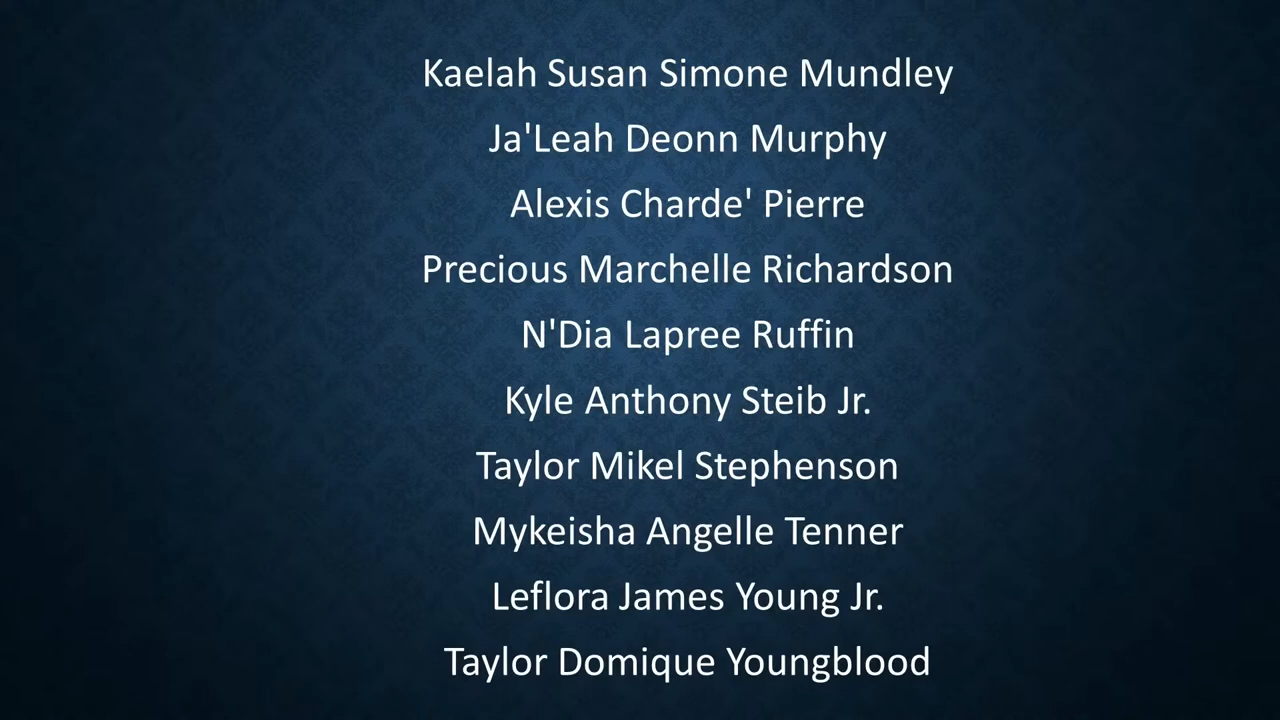 Kaelah Susan Simone Mundley
Ja'Leah Deonn Murphy
Alexis Charde' Pierre
Precious Marchelle Richardson
N'Dia Lapree Ruffin
Kyle Anthony Steib Jr.
Taylor Mikel Stephenson
Mykeisha Angelle Tenner
Leflora James Young Jr.
Taylor Domique Youngblood